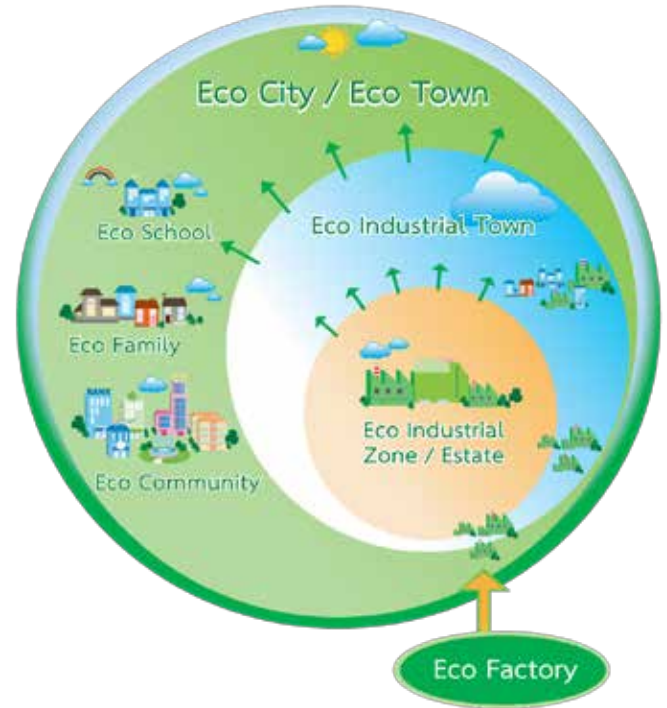 Eco City / Eco Town
Eco School
Eco Industrial Town
Eco Family
Eco Industrial
Zone / Estate
BANK
Eco Community
Eco Factory